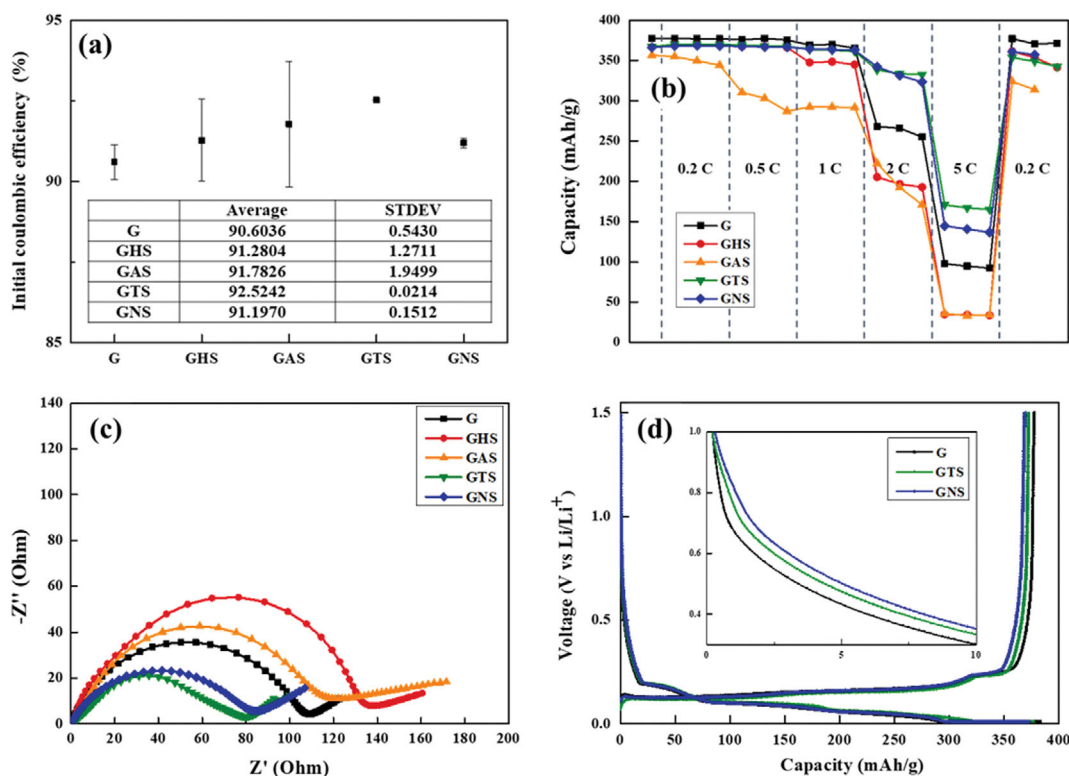 (a)
Initial coulombic efficiency (%)
95
90
85
Average STDEV
G 90.6036 0.5430
GHS 91.2804 1.2711
GAS 91.7826 1.9499
GTS 92.5242 0.0214
GNS 91.1970 0.1512
G GHS GAS GTS GNS
(b)
Capacity (mAh/g)
400
350
300
250
200
150
100
50
0
0.2 C 0.5 C 1 C 2 C 5 C 0.2 C
G
GHS
GAS
GTS
GNS
(c)
-Z'' (Ohm)
140
120
100
80
60
40
20
0
G
GHS
GAS
GTS
GNS
0 20 40 60 80 100 120 140 160 180 200
Z' (Ohm)
(d)
Voltage (V vs Li/Li+)
1.5
1.0
0.5
0.0
1.0
0.8
0.6
0.4
G
GTS
GNS
0 5 10
0 50 100 150 200 250 300 350 400
Capacity (mAh/g)